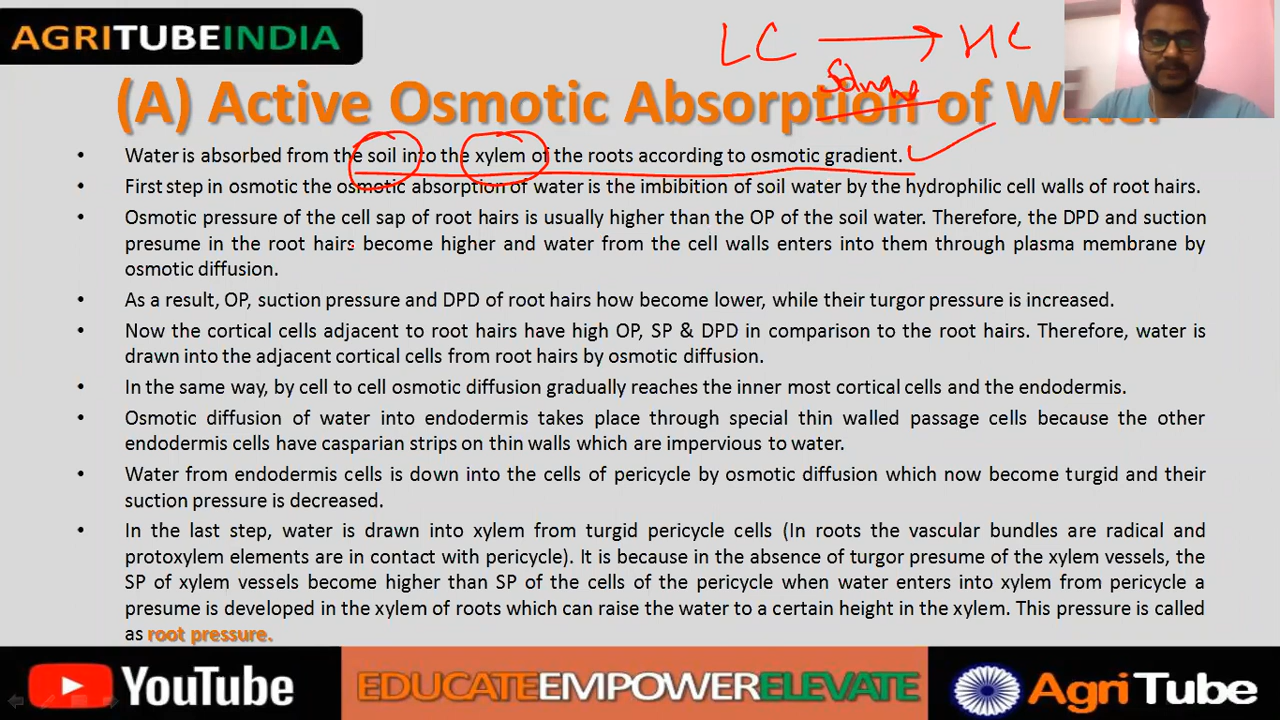 AGRITUBEINDIA
LC → HC
(A) Active Osmotic Absorption of Water
• Water is absorbed from the soil into the xylem of the roots according to osmotic gradient.
• First step in osmotic the osmotic absorption of water is the imbibition of soil water by the hydrophilic cell walls of root hairs.
• Osmotic pressure of the cell sap of root hairs is usually higher than the OP of the soil water. Therefore, the DPD and suction
presume in the root hairs become higher and water from the cell walls enters into them through plasma membrane by
osmotic diffusion.
• As a result, OP, suction pressure and DPD of root hairs how become lower, while their turgor pressure is increased.
• Now the cortical cells adjacent to root hairs have high OP, SP & DPD in comparison to the root hairs. Therefore, water is
drawn into the adjacent cortical cells from root hairs by osmotic diffusion.
• In the same way, by cell to cell osmotic diffusion gradually reaches the inner most cortical cells and the endodermis.
• Osmotic diffusion of water into endodermis takes place through special thin walled passage cells because the other
endodermis cells have casparian strips on thin walls which are impervious to water.
• Water from endodermis cells is down into the cells of pericycle by osmotic diffusion which now become turgid and their
suction pressure is decreased.
• In the last step, water is drawn into xylem from turgid pericycle cells (In roots the vascular bundles are radical and
protoxylem elements are in contact with pericycle). It is because in the absence of turgor presume of the xylem vessels, the
SP of xylem vessels become higher than SP of the cells of the pericycle when water enters into xylem from pericycle a
presume is developed in the xylem of roots which can raise the water to a certain height in the xylem. This pressure is called
as root pressure.
YouTube EDUCATEEMPOWERELEVATE AgriTube